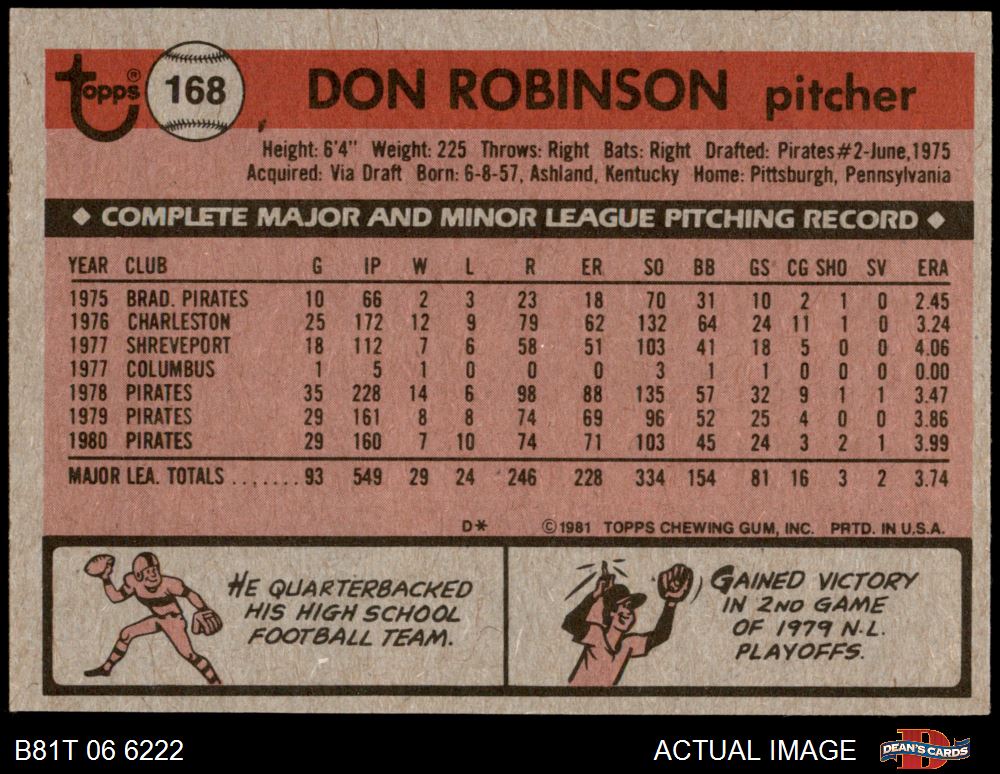 topps® 168 DON ROBINSON pitcher
Height: 6'4" Weight: 225 Throws: Right Bats: Right Drafted: Pirates#2-June,1975
Acquired: Via Draft Born: 6-8-57, Ashland, Kentucky Home: Pittsburgh, Pennsylvania
◆ COMPLETE MAJOR AND MINOR LEAGUE PITCHING RECORD ◆
YEAR CLUB G IP W L R ER SO BB GS CG SHO SV ERA
1975 BRAD. PIRATES 10 66 2 3 23 18 70 31 10 2 1 0 2.45
1976 CHARLESTON 25 172 12 9 79 62 132 64 24 11 1 0 3.24
1977 SHREVEPORT 18 112 7 6 58 51 103 41 18 5 0 0 4.06
1977 COLUMBUS 1 5 1 0 0 0 3 1 1 0 0 0 0.00
1978 PIRATES 35 228 14 6 98 88 135 57 32 9 1 1 3.47
1979 PIRATES 29 161 8 8 74 69 96 52 25 4 0 0 3.86
1980 PIRATES 29 160 7 10 74 71 103 45 24 3 2 1 3.99
MAJOR LEA. TOTALS ....... 93 549 29 24 246 228 334 154 81 16 3 2 3.74
D* ©1981 TOPPS CHEWING GUM, INC. PRTD. IN U.S.A.
HE QUARTERBACKED
HIS HIGH SCHOOL
FOOTBALL TEAM.
GAINED VICTORY
IN 2ND GAME
OF 1979 N.L.
PLAYOFFS.
B81T 06 6222 ACTUAL IMAGE DEAN'S CARDS